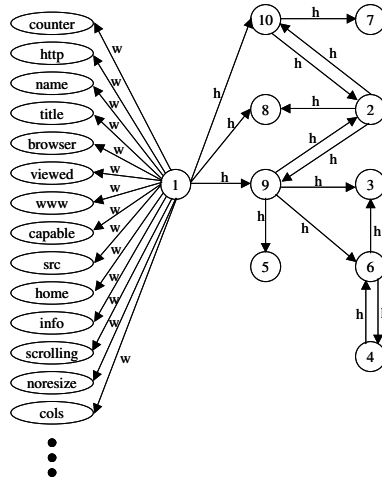 counter
http
name
title
browser
viewed
www
capable
src
home
info
scrolling
noresize
cols
w
w
w
w
w
w
w
w
w
w
w
w
w
w
1
h
h
h
10
h
7
h
h
8
h
2
h
h
9
h
3
h
h
5
h
6
h
4